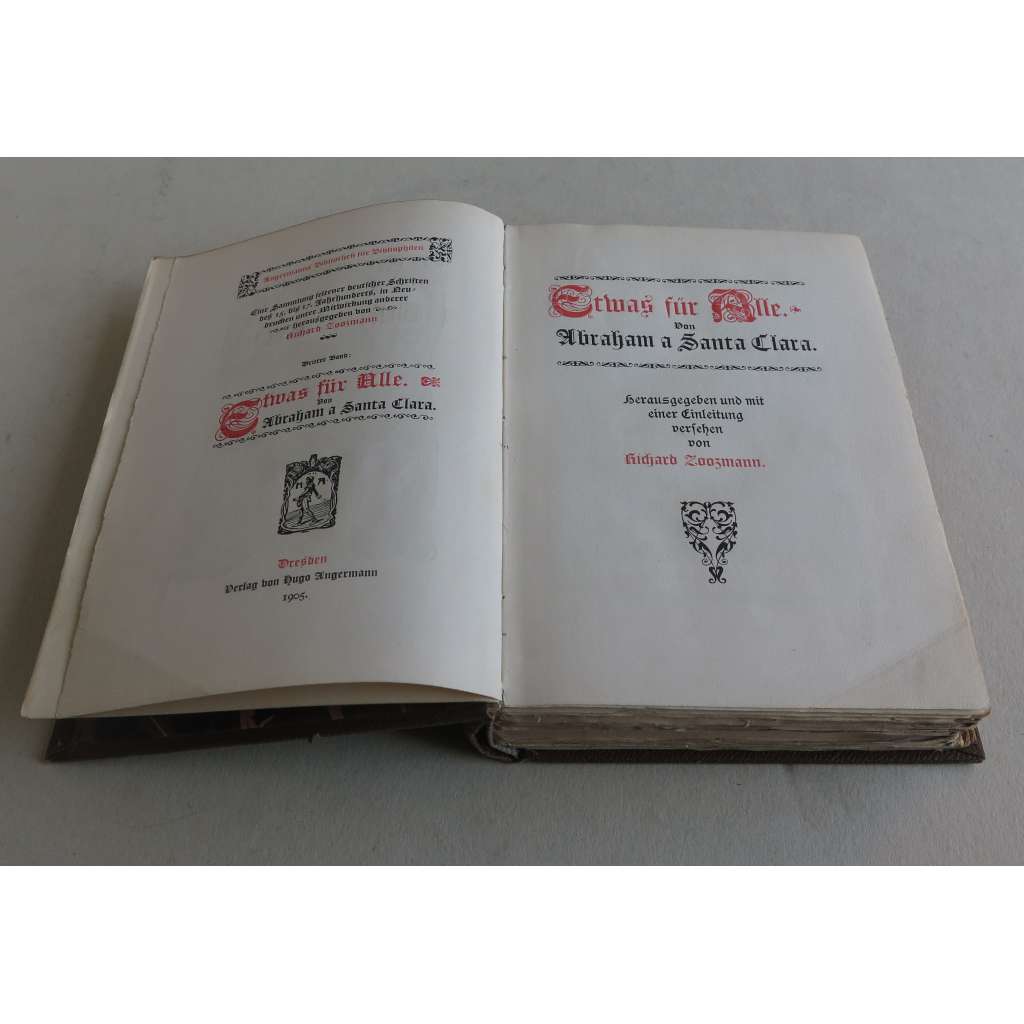 Angermanns Bibliothek für Bibliophilen
Eine Sammlung seltener deutscher Schriften
des 15. bis 17. Jahrhunderts, in Neu-
drucken unter Mitwirkung anderer
herausgegeben von
Richard Zoozmann
Band:
Etwas für Alle.
Von
Abraham a Santa Clara.
Dresden
Verlag von Hugo Angermann
1905.
Etwas für Alle.
Von
Abraham a Santa Clara.
Herausgegeben und mit
einer Einleitung
versehen
von
Richard Zoozmann.